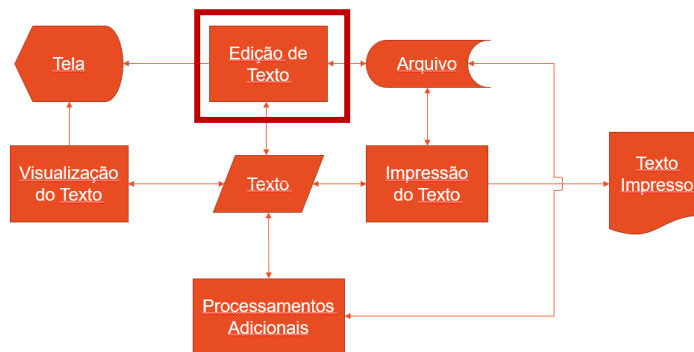 Tela
Edição de
Texto
Arquivo
Visualização
do Texto
Texto
Impressão
do Texto
Texto
Impresso
Processamentos
Adicionais